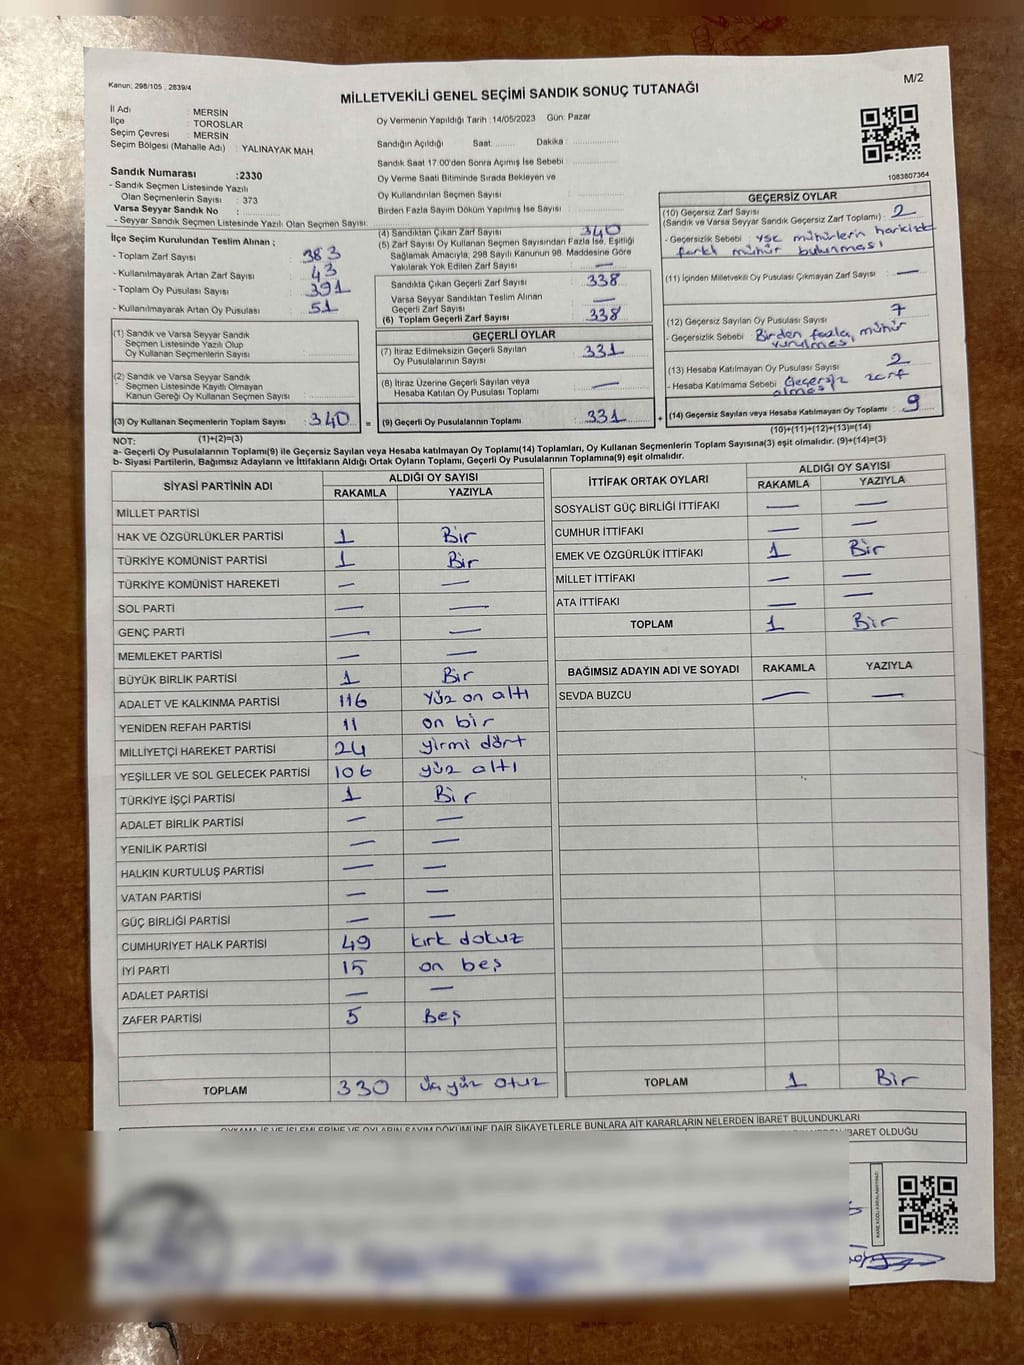 Kanun: 298/105 , 2839/4
M/2
MİLLETVEKİLİ GENEL SEÇİMİ SANDIK SONUÇ TUTANAĞI
İl Adı : MERSİN
İlçe : TOROSLAR
Seçim Çevresi : MERSİN
Seçim Bölgesi (Mahalle Adı) : YALINAYAK MAH.
Sandık Numarası :2330
- Sandık Seçmen Listesinde Yazılı
Olan Seçmenlerin Sayısı : 373
Varsa Seyyar Sandık No :
- Seyyar Sandık Seçmen Listesinde Yazılı Olan Seçmen Sayısı:
Oy Vermenin Yapıldığı Tarih :14/05/2023 Gün: Pazar
Sandığın Açıldığı Saat: ........ Dakika : ..................
Sandık Saat 17.00'den Sonra Açımış İse Sebebi : ..............
Oy Verme Saati Bitiminde Sırada Bekleyen ve
Oy Kullandırılan Seçmen Sayısı : ..............
Birden Fazla Sayım Döküm Yapılmış İse Sayısı : ..............
1083607364
İlçe Seçim Kurulundan Teslim Alınan ;
- Toplam Zarf Sayısı : 383
- Kullanılmayarak Artan Zarf Sayısı : 43
- Toplam Oy Pusulası Sayısı : 391
- Kullanılmayarak Artan Oy Pusulası : 51
(1) Sandık ve Varsa Seyyar Sandık
Seçmen Listesinde Yazılı Olup
Oy Kullanan Seçmenlerin Sayısı :
(2) Sandık ve Varsa Seyyar Sandık
Seçmen Listesinde Kayıtlı Olmayan
Kanun Gereği Oy Kullanan Seçmen Sayısı :
(3) Oy Kullanan Seçmenlerin Toplam Sayısı : 340 =
(1)+(2)=(3)
(4) Sandıktan Çıkan Zarf Sayısı : 340
(5) Zarf Sayısı Oy Kullanan Seçmen Sayısından Fazla İse, Eşitliği
Sağlamak Amacıyla, 298 Sayılı Kanunun 98. Maddesine Göre
Yakılarak Yok Edilen Zarf Sayısı : —
Sandıkta Çıkan Geçerli Zarf Sayısı : 338
Varsa Seyyar Sandıktan Teslim Alınan
Geçerli Zarf Sayısı : —
(6) Toplam Geçerli Zarf Sayısı : 338
GEÇERLİ OYLAR
(7) İtiraz Edilmeksizin Geçerli Sayılan
Oy Pusulalarının Sayısı : 331
(8) İtiraz Üzerine Geçerli Sayılan veya
Hesaba Katılan Oy Pusulası Toplamı : —
(9) Geçerli Oy Pusulalarının Toplamı : 331 +
GEÇERSİZ OYLAR
(10) Geçersiz Zarf Sayısı
(Sandık ve Varsa Seyyar Sandık Geçersiz Zarf Toplamı) : 2
- Geçersizlik Sebebi : YSK mühürlerin
farklı mühür bulunması
(11) İçinden Milletvekili Oy Pusulası Çıkmayan Zarf Sayısı : —
(12) Geçersiz Sayılan Oy Pusulası Sayısı : 7
- Geçersizlik Sebebi : Birden fazla mühür
vurulması
(13) Hesaba Katılmayan Oy Pusulası Sayısı : 2
- Hesaba Katılmama Sebebi : Geçersiz zarf
olması
(14) Geçersiz Sayılan veya Hesaba Katılmayan Oy Toplamı : 9
(10)+(11)+(12)+(13)=(14)
NOT:
a- Geçerli Oy Pusulalarının Toplamı(9) ile Geçersiz Sayılan veya Hesaba katılmayan Oy Toplamı(14) Toplamları, Oy Kullanan Seçmenlerin Toplam Sayısına(3) eşit olmalıdır. (9)+(14)=(3)
b- Siyasi Partilerin, Bağımsız Adayların ve İttifakların Aldığı Ortak Oyların Toplamı, Geçerli Oy Pusulalarının Toplamına(9) eşit olmalıdır.
SİYASİ PARTİNİN ADI ALDIĞI OY SAYISI
RAKAMLA YAZIYLA
MİLLET PARTİSİ
HAK VE ÖZGÜRLÜKLER PARTİSİ 1 Bir
TÜRKİYE KOMÜNİST PARTİSİ 1 Bir
TÜRKİYE KOMÜNİST HAREKETİ — —
SOL PARTİ — —
GENÇ PARTİ — —
MEMLEKET PARTİSİ — —
BÜYÜK BİRLİK PARTİSİ 1 Bir
ADALET VE KALKINMA PARTİSİ 116 Yüz on altı
YENİDEN REFAH PARTİSİ 11 on bir
MİLLİYETÇİ HAREKET PARTİSİ 24 yirmi dört
YEŞİLLER VE SOL GELECEK PARTİSİ 106 yüz altı
TÜRKİYE İŞÇİ PARTİSİ 1 Bir
ADALET BİRLİK PARTİSİ — —
YENİLİK PARTİSİ — —
HALKIN KURTULUŞ PARTİSİ — —
VATAN PARTİSİ — —
GÜÇ BİRLİĞİ PARTİSİ — —
CUMHURİYET HALK PARTİSİ 49 kırk dokuz
İYİ PARTİ 15 on beş
ADALET PARTİSİ — —
ZAFER PARTİSİ 5 Beş
TOPLAM 330 üç yüz otuz
İTTİFAK ORTAK OYLARI ALDIĞI OY SAYISI
RAKAMLA YAZIYLA
SOSYALİST GÜÇ BİRLİĞİ İTTİFAKI — —
CUMHUR İTTİFAKI — —
EMEK VE ÖZGÜRLÜK İTTİFAKI 1 Bir
MİLLET İTTİFAKI — —
ATA İTTİFAKI — —
TOPLAM 1 Bir
BAĞIMSIZ ADAYIN ADI VE SOYADI RAKAMLA YAZIYLA
SEVDA BUZCU — —
TOPLAM 1 Bir
OYKAMA İŞ VE İŞLEMLERİNE VE OYLARIN SAYIM DÖKÜMÜNE DAİR ŞİKAYETLERLE BUNLARA AİT KARARLARIN NELERDEN İBARET BULUNDUKLARI
İBARET OLDUĞU